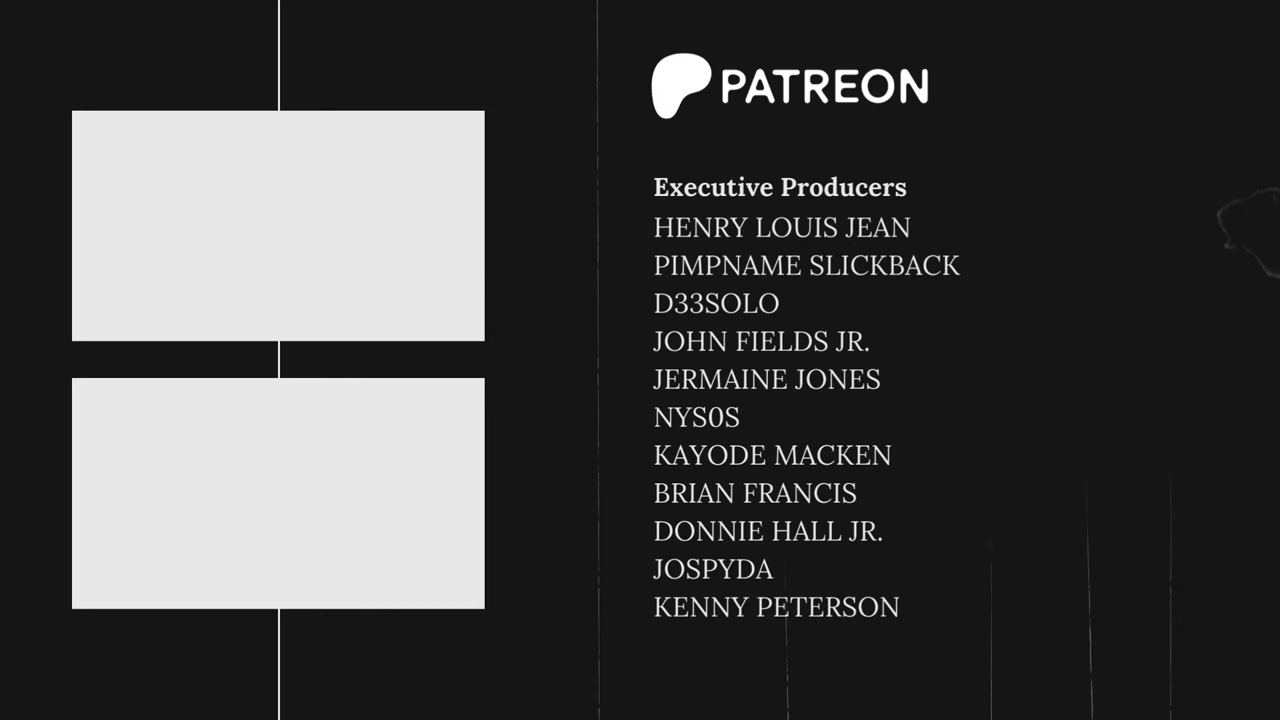 PATREON
Executive Producers
HENRY LOUIS JEAN
PIMPNAME SLICKBACK
D33SOLO
JOHN FIELDS JR.
JERMAINE JONES
NYS0S
KAYODE MACKEN
BRIAN FRANCIS
DONNIE HALL JR.
JOSPYDA
KENNY PETERSON